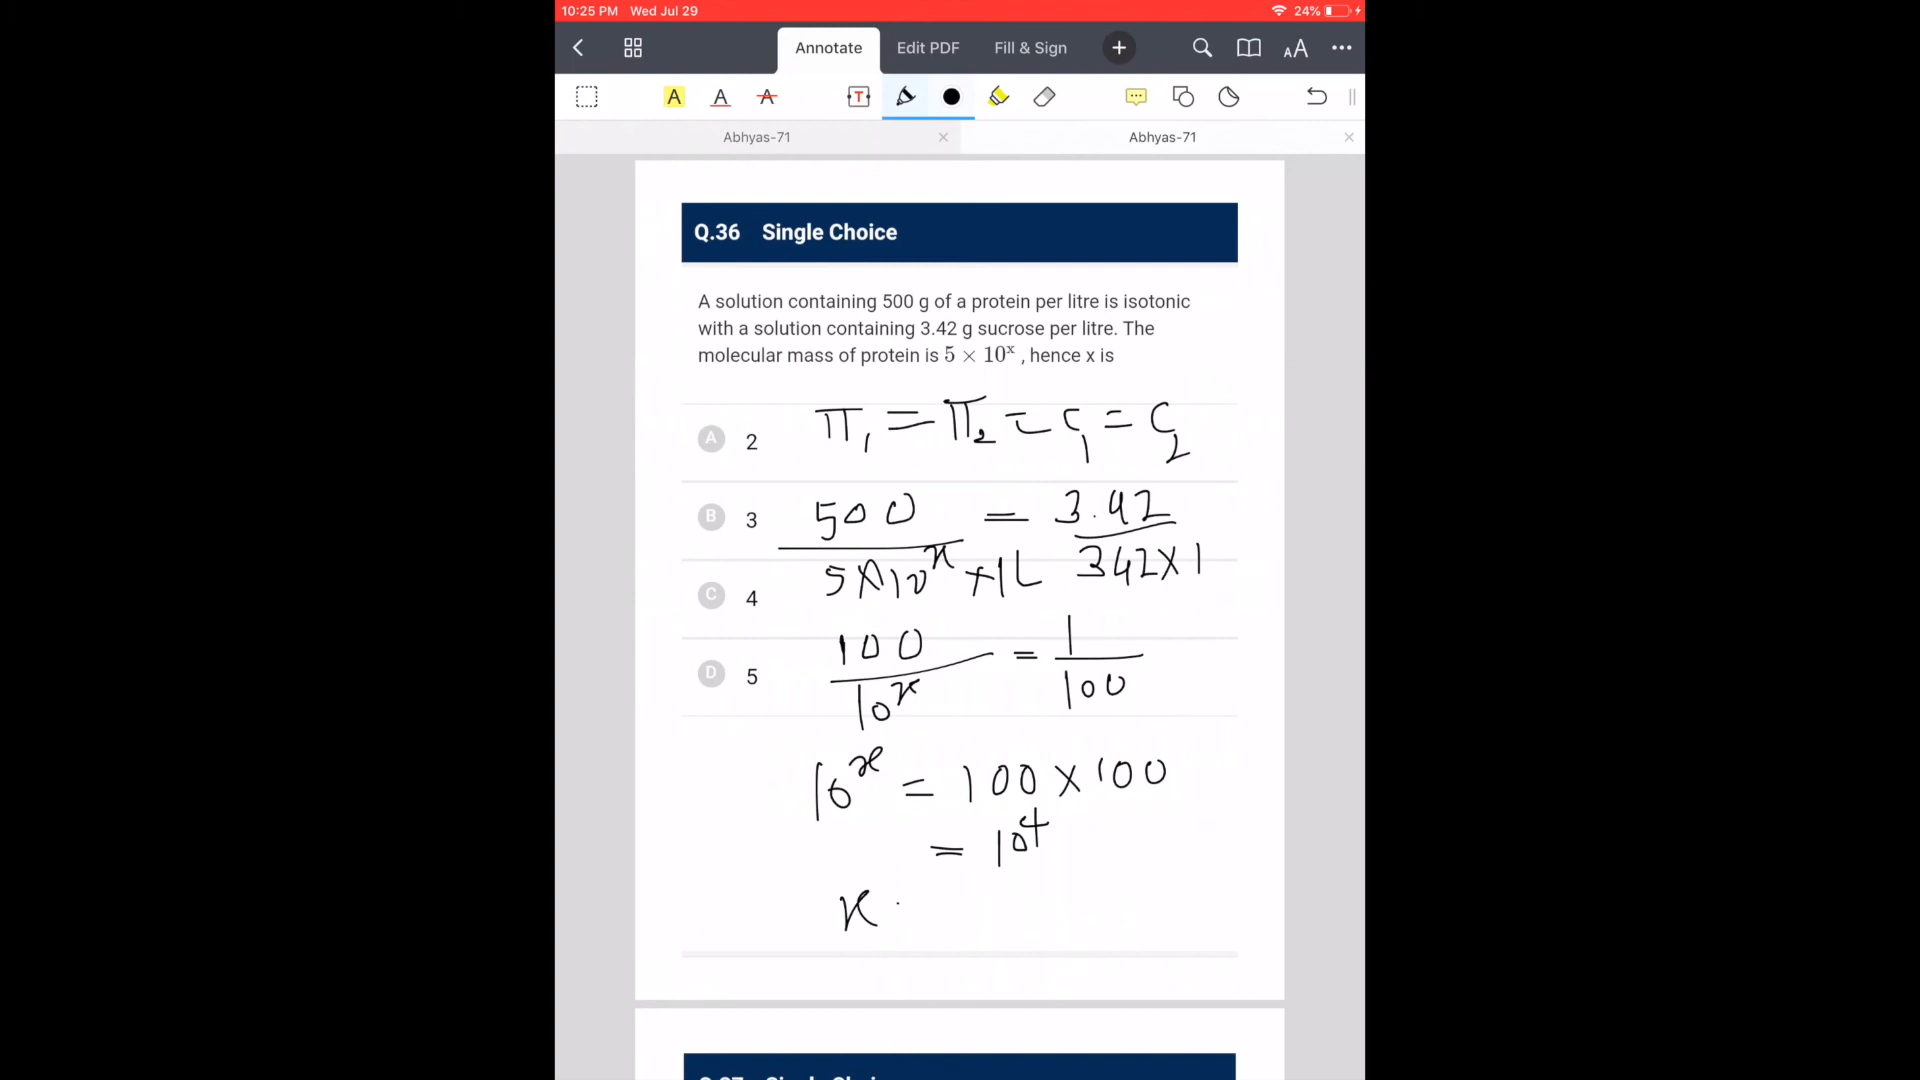 10:25 PM Wed Jul 29 24%
Annotate Edit PDF Fill & Sign
Abhyas-71 Abhyas-71
Q.36 Single Choice
A solution containing 500 g of a protein per litre is isotonic
with a solution containing 3.42 g sucrose per litre. The
molecular mass of protein is 5 × 10ˣ , hence x is
A 2
π₁ = π₂ = C₁ = C₂
B 3
500 / 5×10ˣ × 1L = 3.42 / 342×1
C 4
D 5
100 / 10ˣ = 1 / 100
10ˣ = 100 × 100
= 10⁴
x